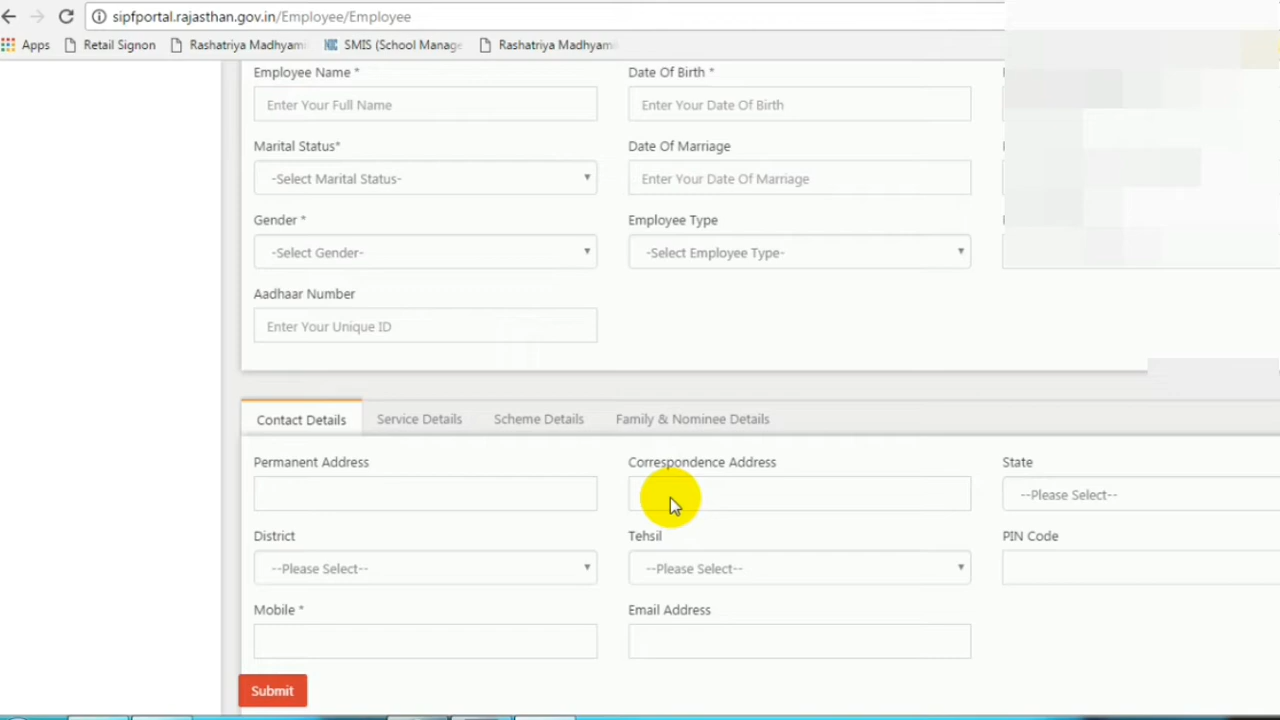 sipfportal.rajasthan.gov.in/Employee/Employee
Apps Retail Signon Rashatriya Madhyam SMIS (School Manage Rashatriya Madhyam
Employee Name * Date Of Birth *
Enter Your Full Name Enter Your Date Of Birth
Marital Status* Date Of Marriage
-Select Marital Status- Enter Your Date Of Marriage
Gender * Employee Type
-Select Gender- -Select Employee Type-
Aadhaar Number
Enter Your Unique ID
Contact Details Service Details Scheme Details Family & Nominee Details
Permanent Address Correspondence Address State
--Please Select--
District Tehsil PIN Code
--Please Select-- --Please Select--
Mobile * Email Address
Submit